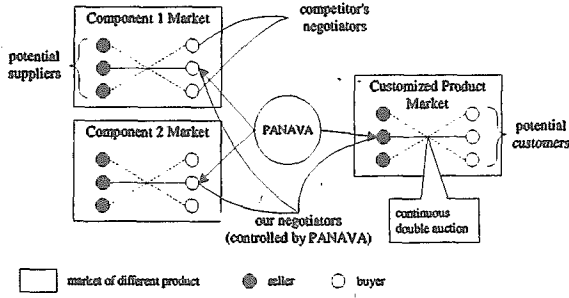 Component 1 Market
competitor's
negotiators
potential
suppliers
Customized Product
Market
Component 2 Market
PANAVA
potential
customers
our negotiators
(controlled by PANAVA)
continuous
double auction
market of different product
seller
buyer